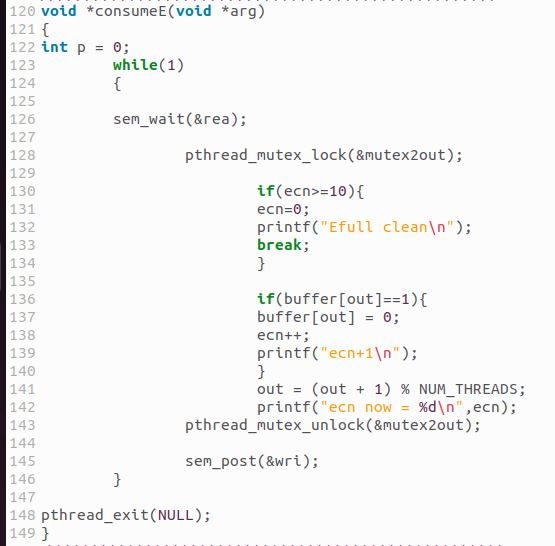 120 void *consumeE(void *arg)
121 {
122 int p = 0;
123         while(1)
124         {
125
126         sem_wait(&rea);
127
128                 pthread_mutex_lock(&mutex2out);
129
130                         if(ecn>=10){
131                         ecn=0;
132                         printf("Efull clean\n");
133                         break;
134                         }
135
136                         if(buffer[out]==1){
137                         buffer[out] = 0;
138                         ecn++;
139                         printf("ecn+1\n");
140                         }
141                         out = (out + 1) % NUM_THREADS;
142                         printf("ecn now = %d\n",ecn);
143                 pthread_mutex_unlock(&mutex2out);
144
145                 sem_post(&wri);
146         }
147
148 pthread_exit(NULL);
149 }